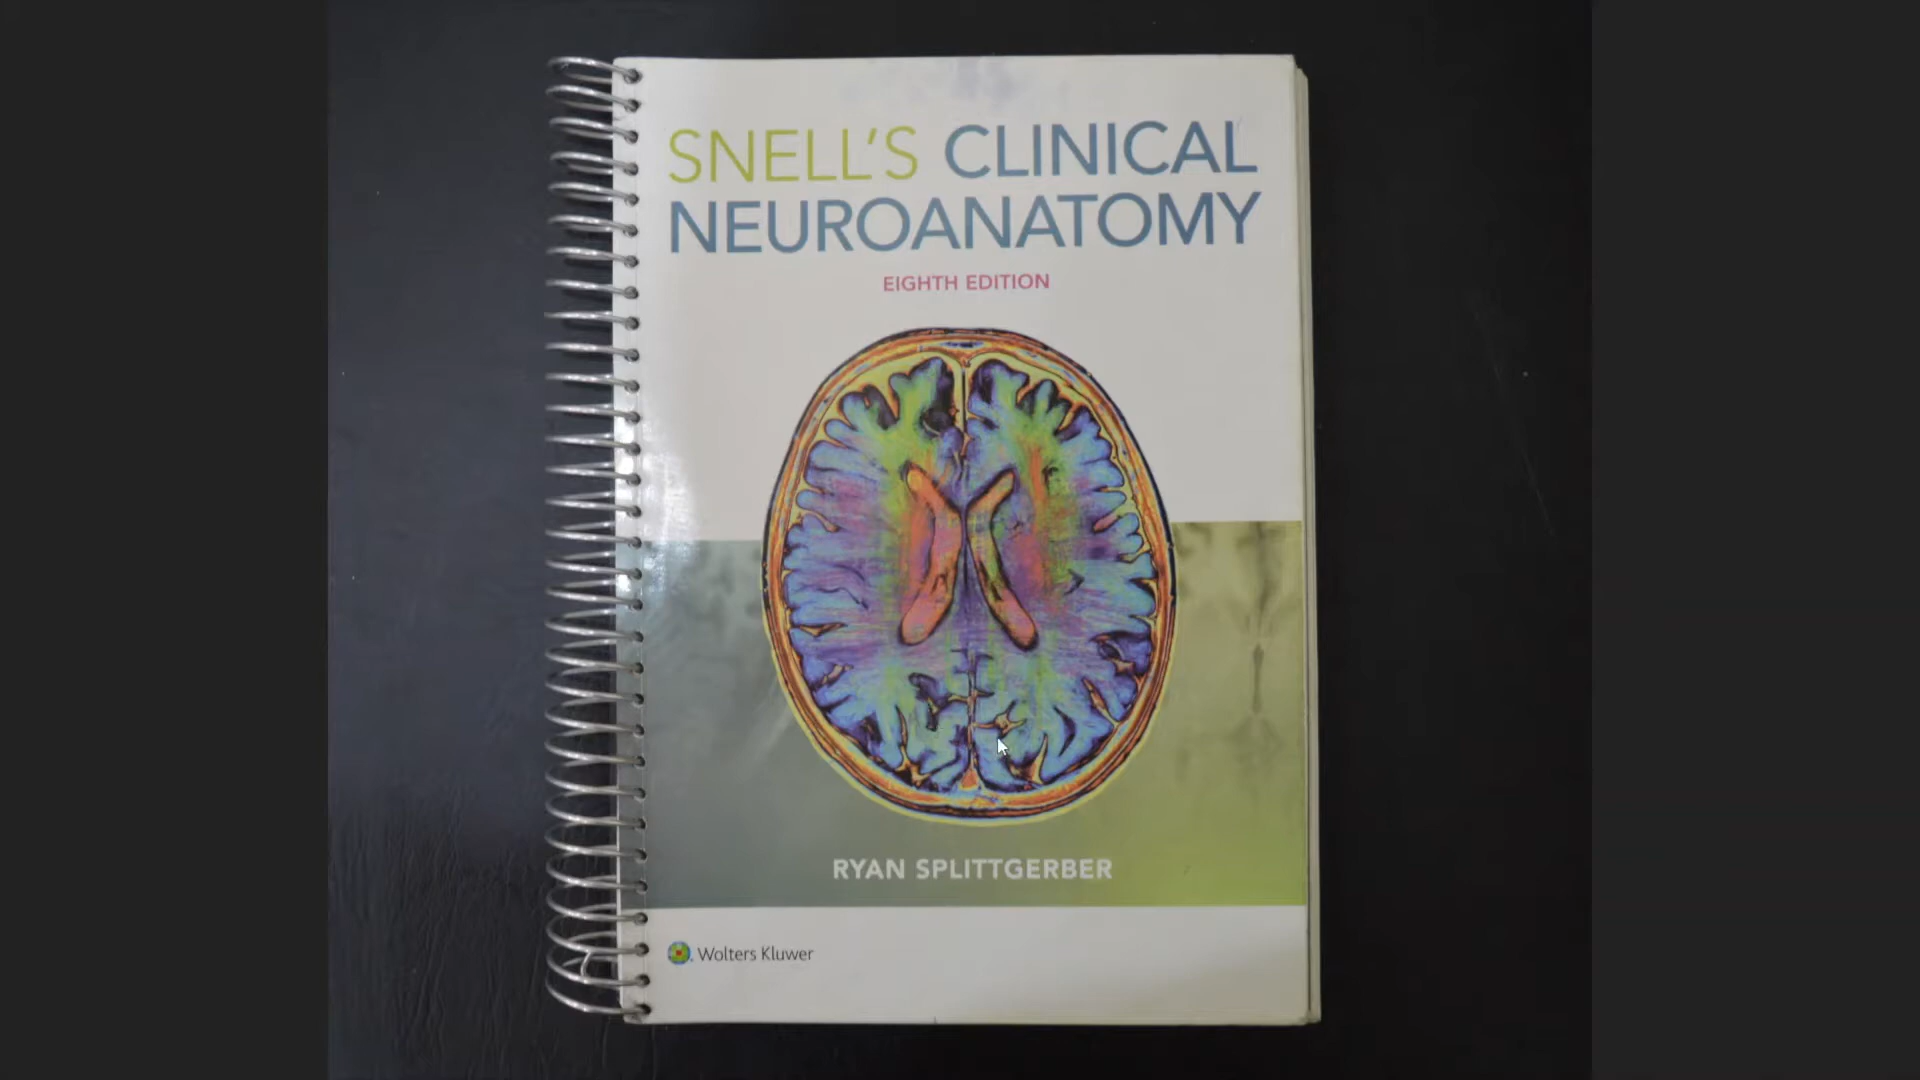 SNELL'S CLINICAL
NEUROANATOMY
EIGHTH EDITION
RYAN SPLITTGERBER
Wolters Kluwer